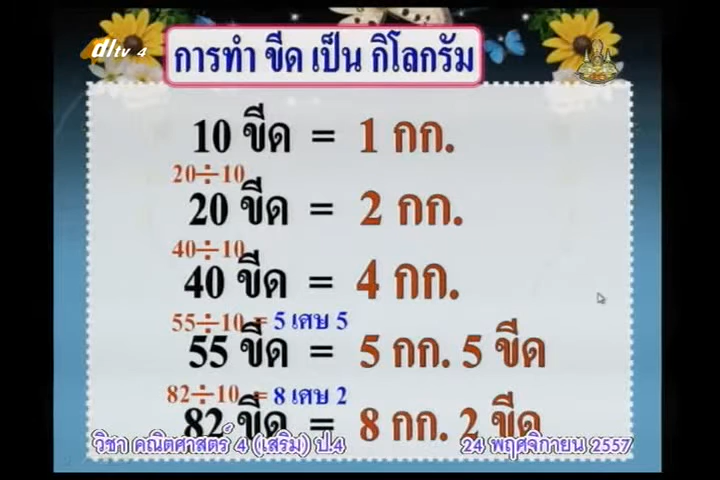 dltv 4
การทำ ขีด เป็น กิโลกรัม
10 ขีด = 1 กก.
20÷10
20 ขีด = 2 กก.
40÷10
40 ขีด = 4 กก.
55÷10 = 5 เศษ 5
55 ขีด = 5 กก. 5 ขีด
82÷10 = 8 เศษ 2
82 ขีด = 8 กก. 2 ขีด
วิชา คณิตศาสตร์ 4 (เสริม) ป.4 24 พฤศจิกายน 2557